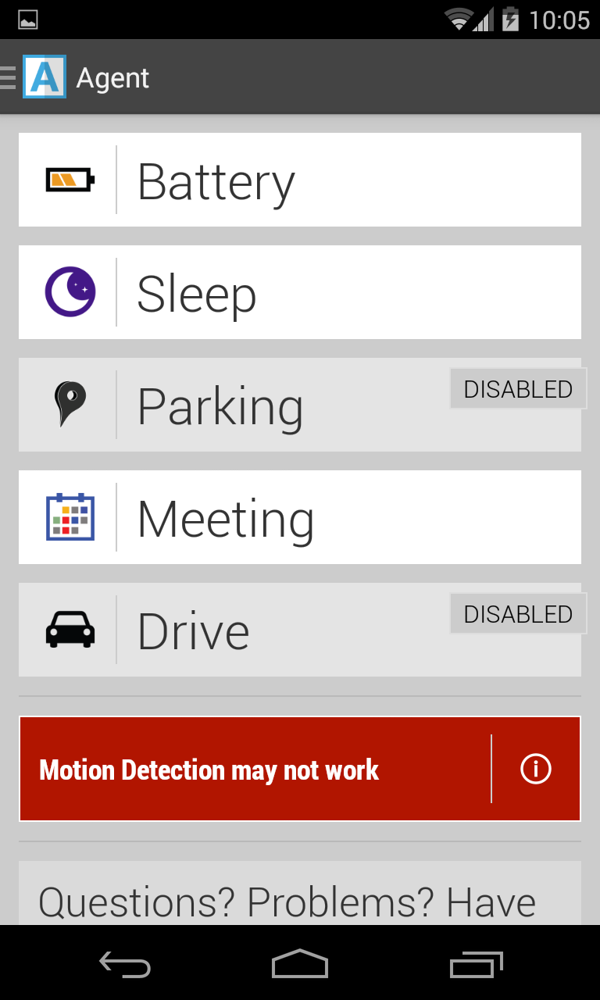 10:05
A Agent
Battery
Sleep
Parking DISABLED
Meeting
Drive DISABLED
Motion Detection may not work
Questions? Problems? Have